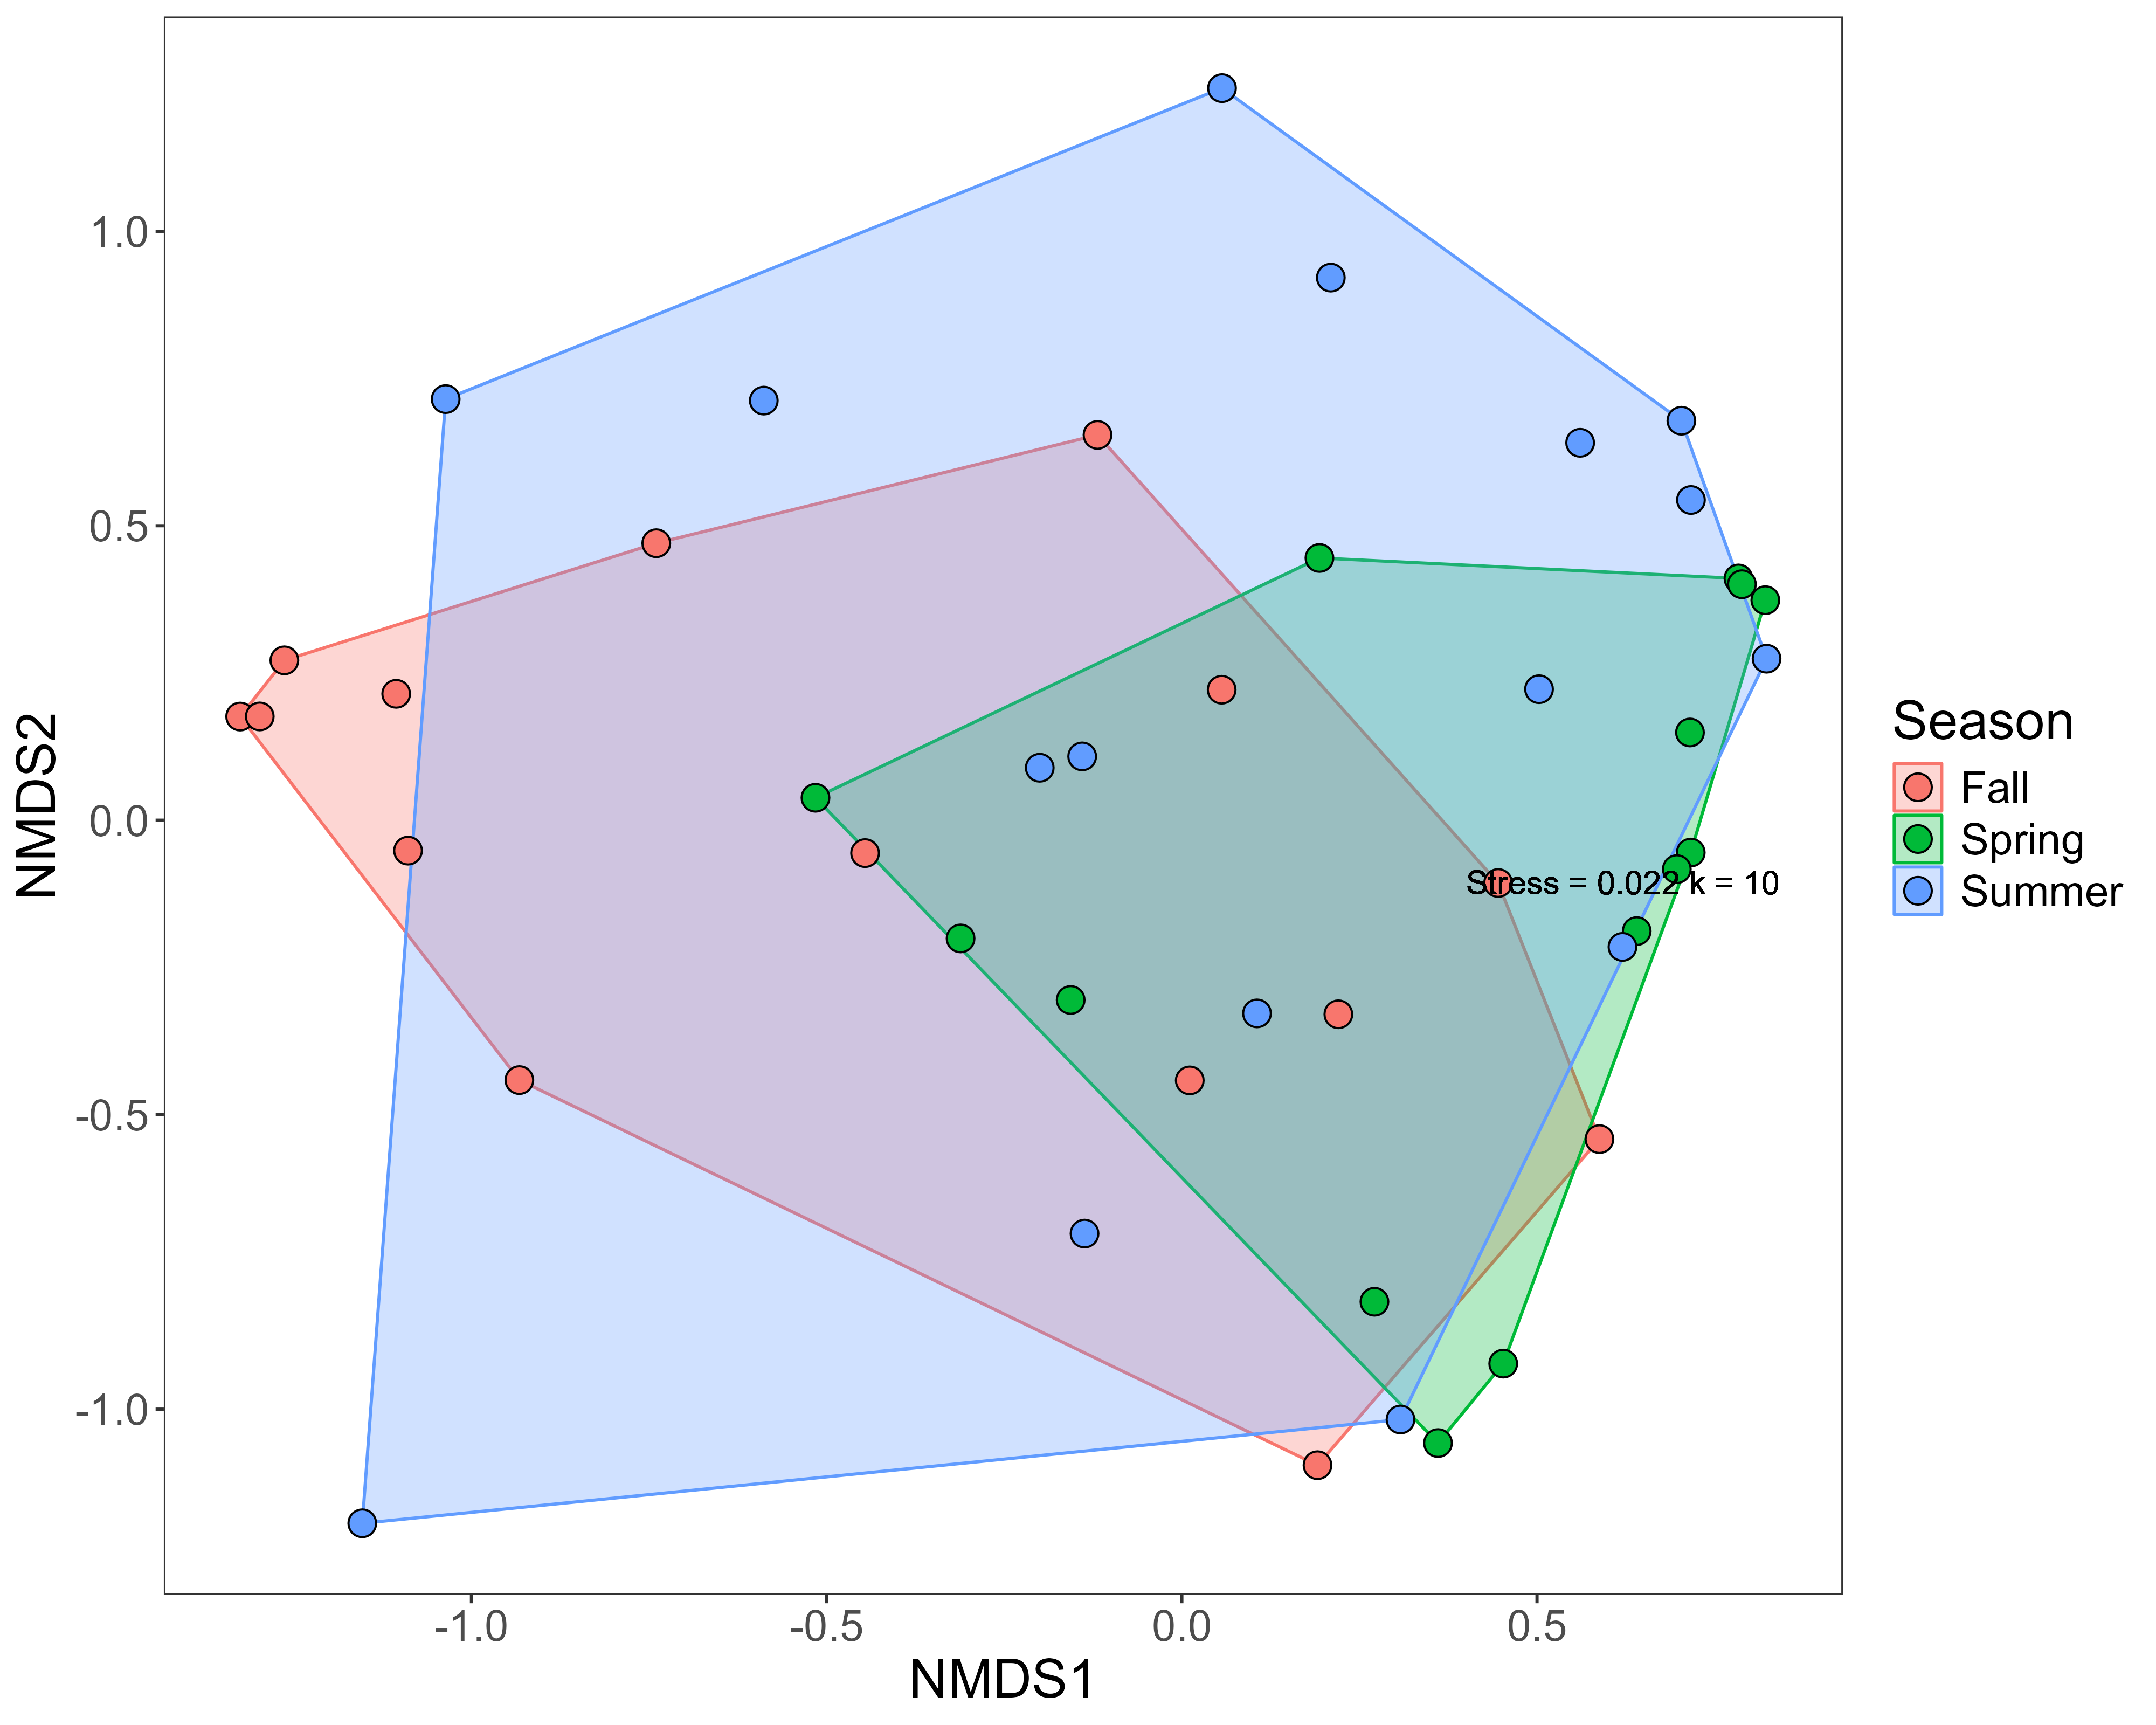 1.0
0.5
0.0
-0.5
-1.0
NMDS2
-1.0
-0.5
0.0
0.5
NMDS1
Stress = 0.022 k = 10
Season
Fall
Spring
Summer